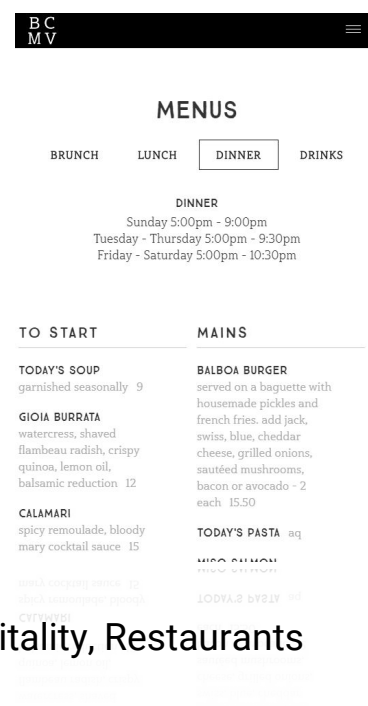 BC
MV
MENUS
BRUNCH LUNCH DINNER DRINKS
DINNER
Sunday 5:00pm - 9:00pm
Tuesday - Thursday 5:00pm - 9:30pm
Friday - Saturday 5:00pm - 10:30pm
TO START
TODAY'S SOUP
garnished seasonally 9
GIOIA BURRATA
watercress, shaved
flambeau radish, crispy
quinoa, lemon oil,
balsamic reduction 12
CALAMARI
spicy remoulade, bloody
mary cocktail sauce 15
MAINS
BALBOA BURGER
served on a baguette with
housemade pickles and
french fries. add jack,
swiss, blue, cheddar
cheese, grilled onions,
sautéed mushrooms,
bacon or avocado - 2
each 15.50
TODAY'S PASTA aq
MISO SALMON
itality, Restaurants